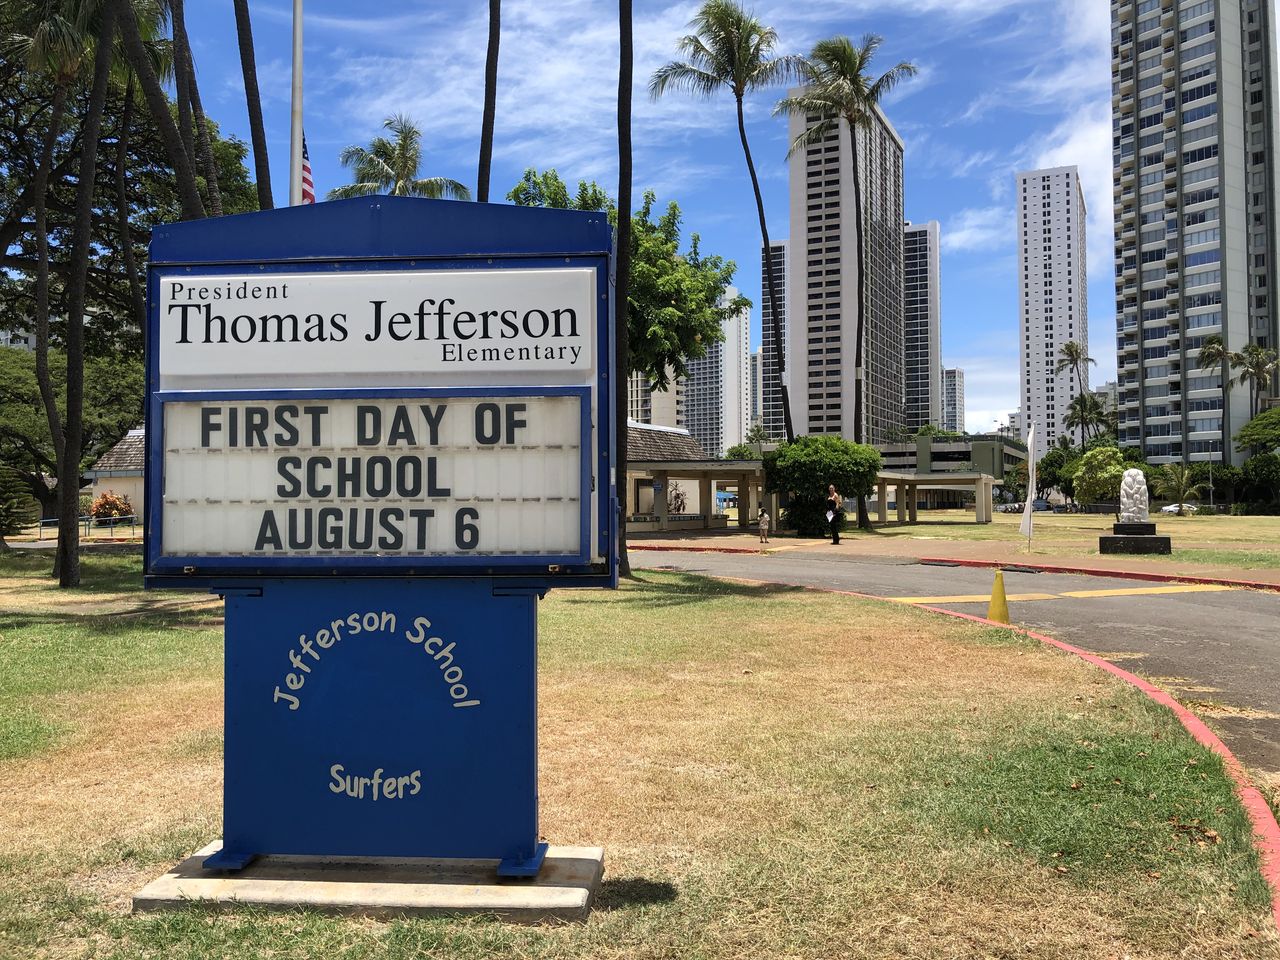 President
Thomas Jefferson
Elementary
FIRST DAY OF
SCHOOL
AUGUST 6
Jefferson School
Surfers